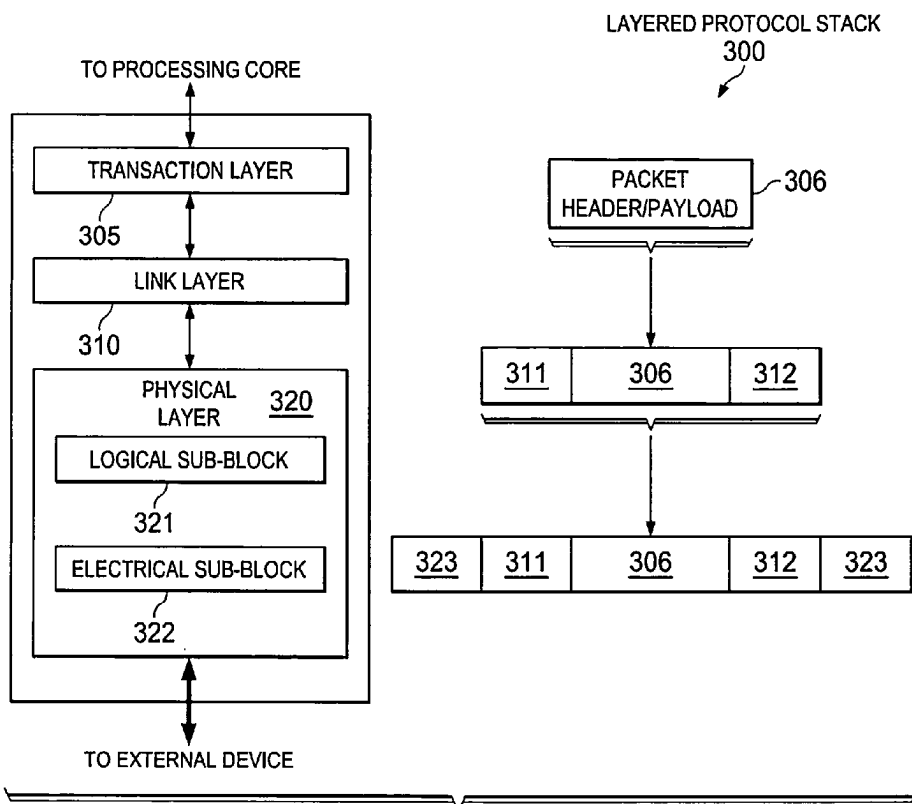 LAYERED PROTOCOL STACK
300
TO PROCESSING CORE
TRANSACTION LAYER
305
LINK LAYER
310
PHYSICAL
LAYER
320
LOGICAL SUB-BLOCK
321
ELECTRICAL SUB-BLOCK
322
TO EXTERNAL DEVICE
PACKET
HEADER/PAYLOAD
306
311 306 312
323 311 306 312 323